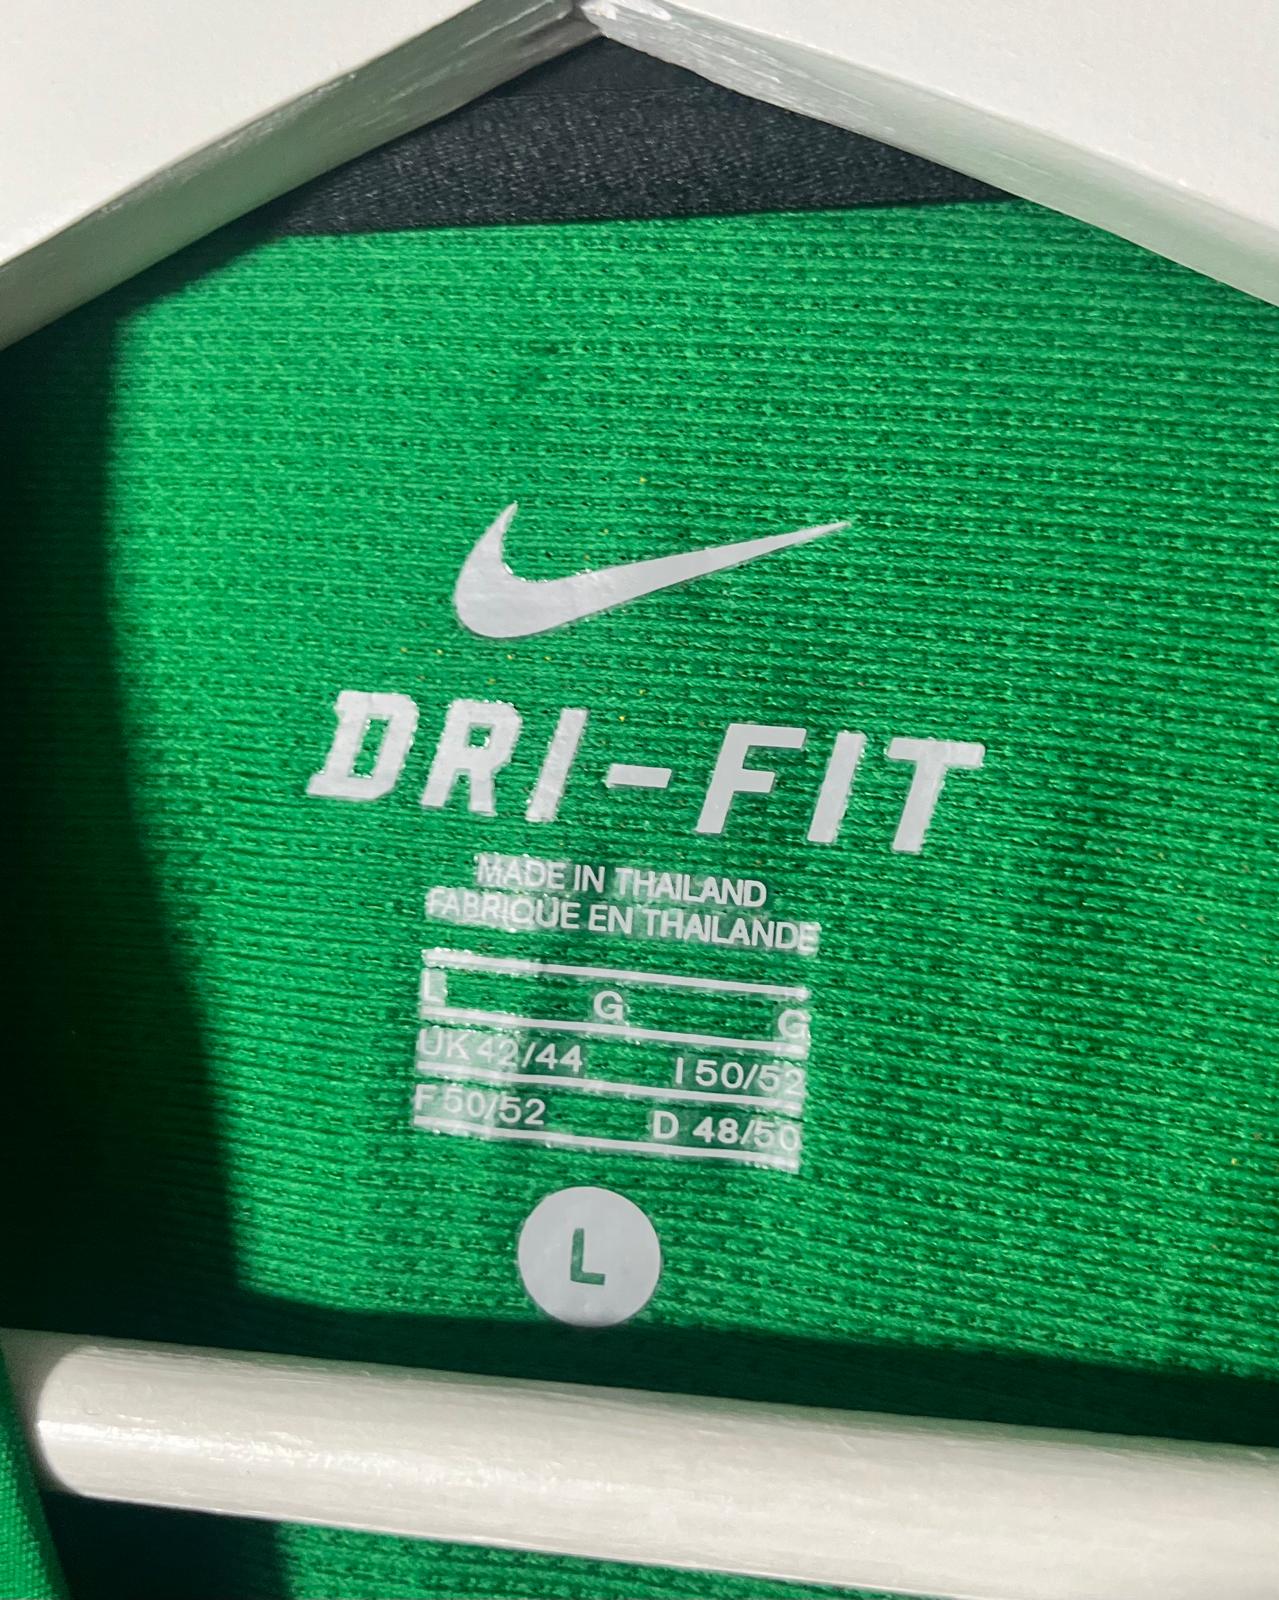 DRI-FIT
MADE IN THAILAND
FABRIQUE EN THAILANDE
L G G
UK 42/44 I 50/52
F 50/52 D 48/50
L